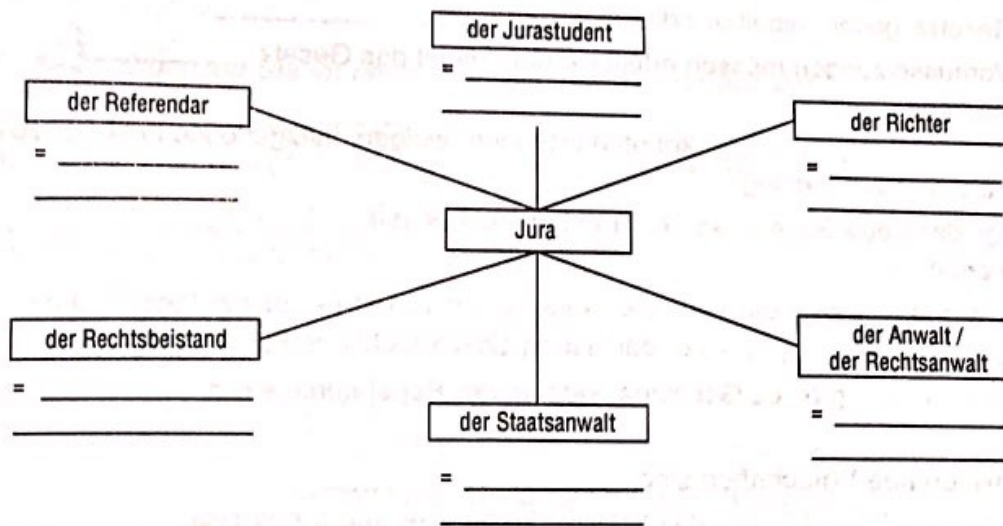 der Jurastudent
=
der Referendar
=
der Richter
=
Jura
der Rechtsbeistand
=
der Anwalt /
der Rechtsanwalt
=
der Staatsanwalt
=